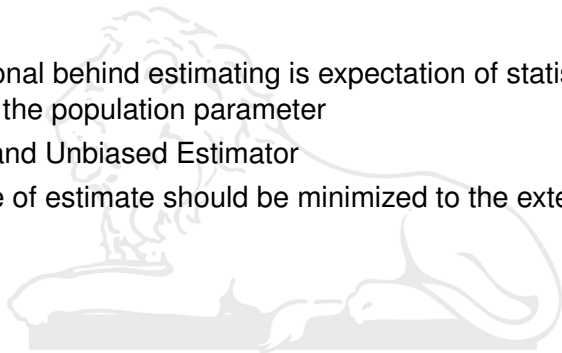 onal behind estimating is expectation of statis
the population parameter
and Unbiased Estimator
e of estimate should be minimized to the exte